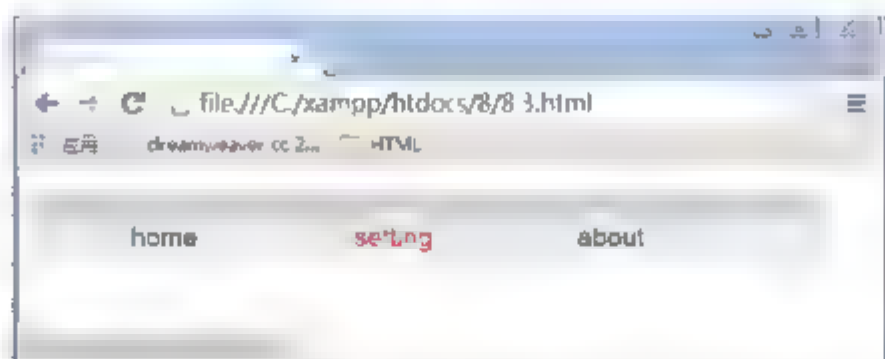 file:///C:/xampp/htdocs/8/8-3.html
应用 dreamweaver cc 2... HTML
home setting about